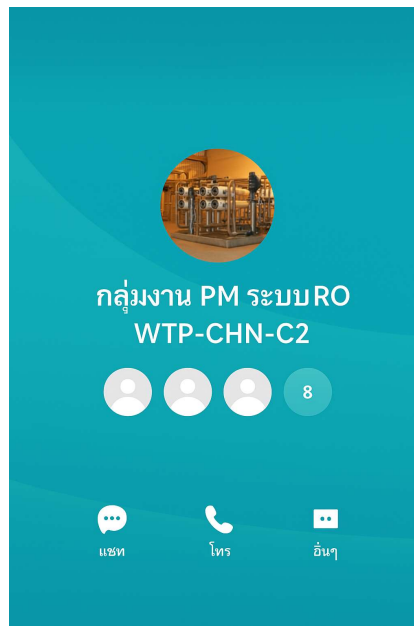 กลุ่มงาน PM ระบบRO
WTP-CHN-C2
8
แชท
โทร
อื่นๆ